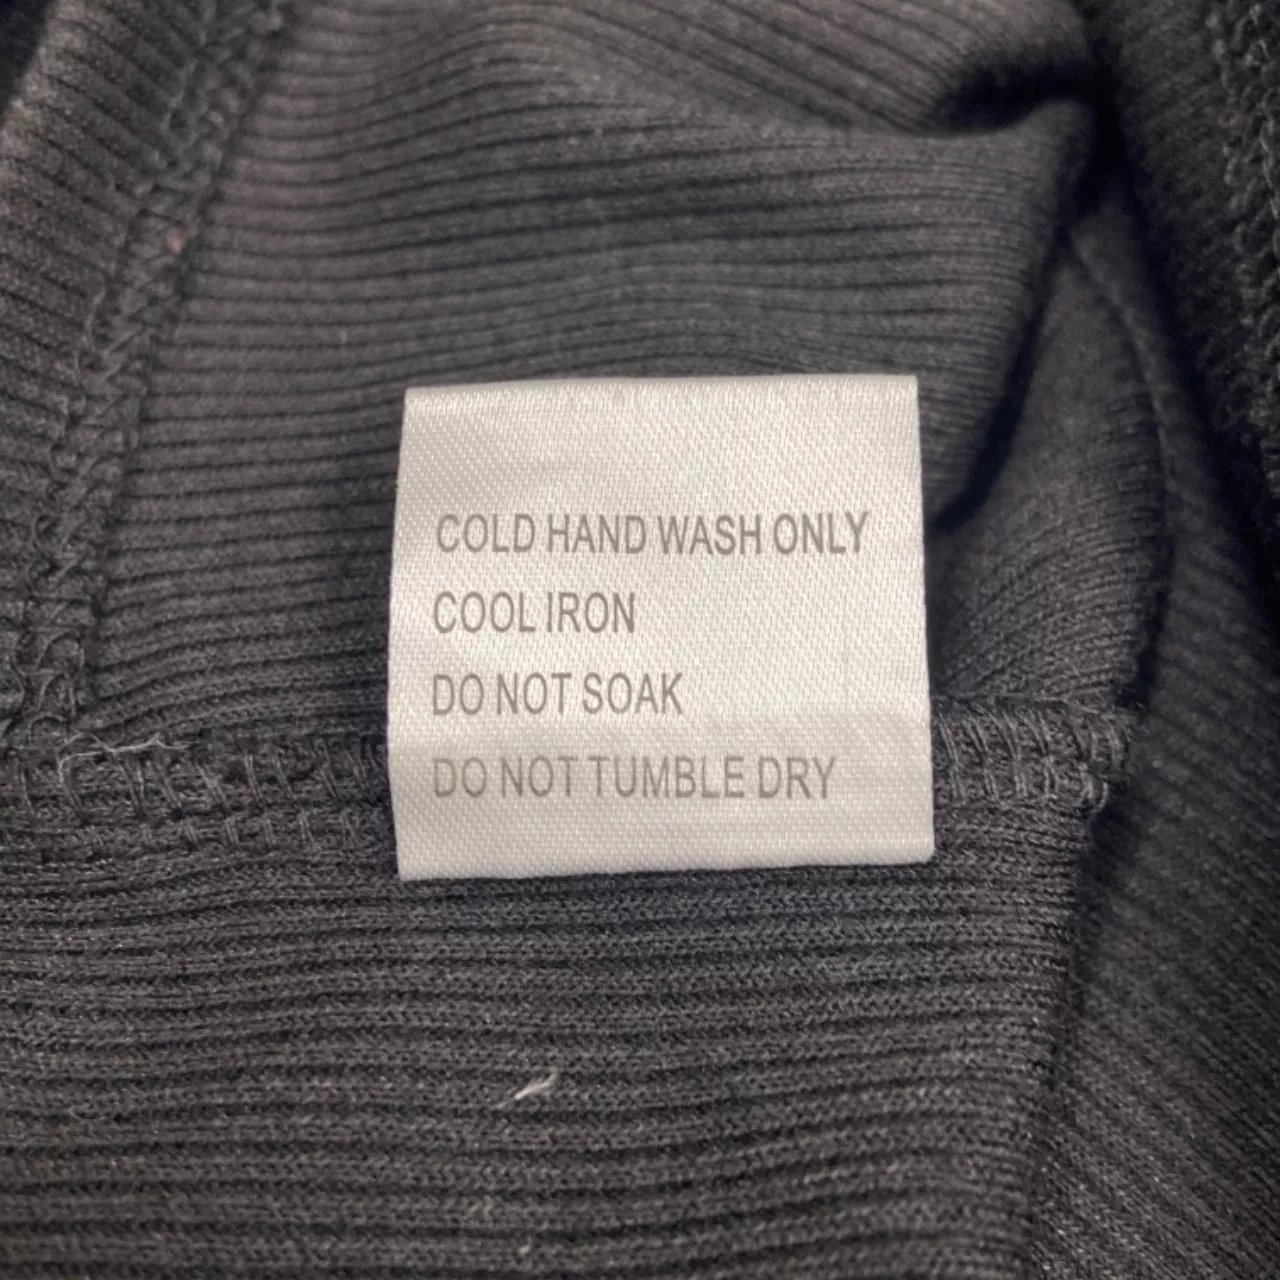 COLD HAND WASH ONLY
COOL IRON
DO NOT SOAK
DO NOT TUMBLE DRY